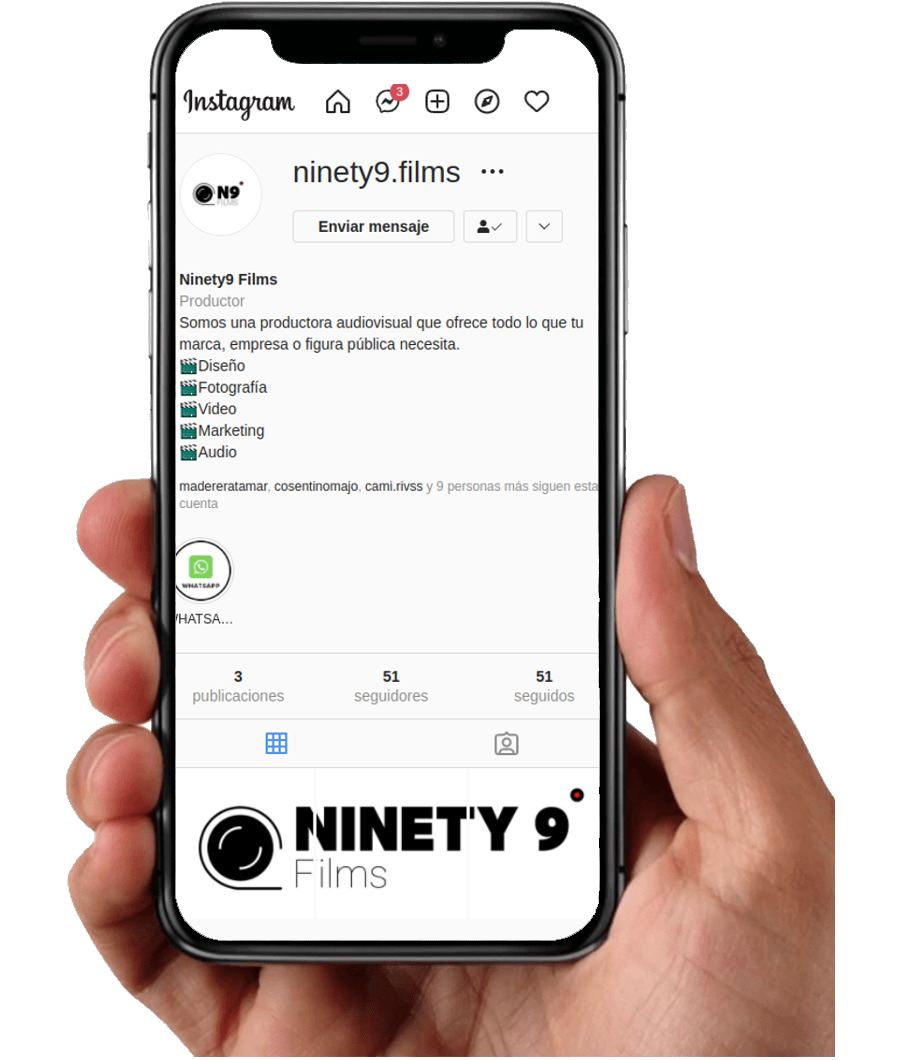 Instagram
3
ninety9.films
N9
FILMS
Enviar mensaje
Ninety9 Films
Productor
Somos una productora audiovisual que ofrece todo lo que tu
marca, empresa o figura pública necesita.
Diseño
Fotografía
Video
Marketing
Audio
madereratamar, cosentinomajo, cami.rivss y 9 personas más siguen esta
cuenta
WHATSAPP
HATSA...
3 51 51
publicaciones seguidores seguidos
NINETY 9
Films